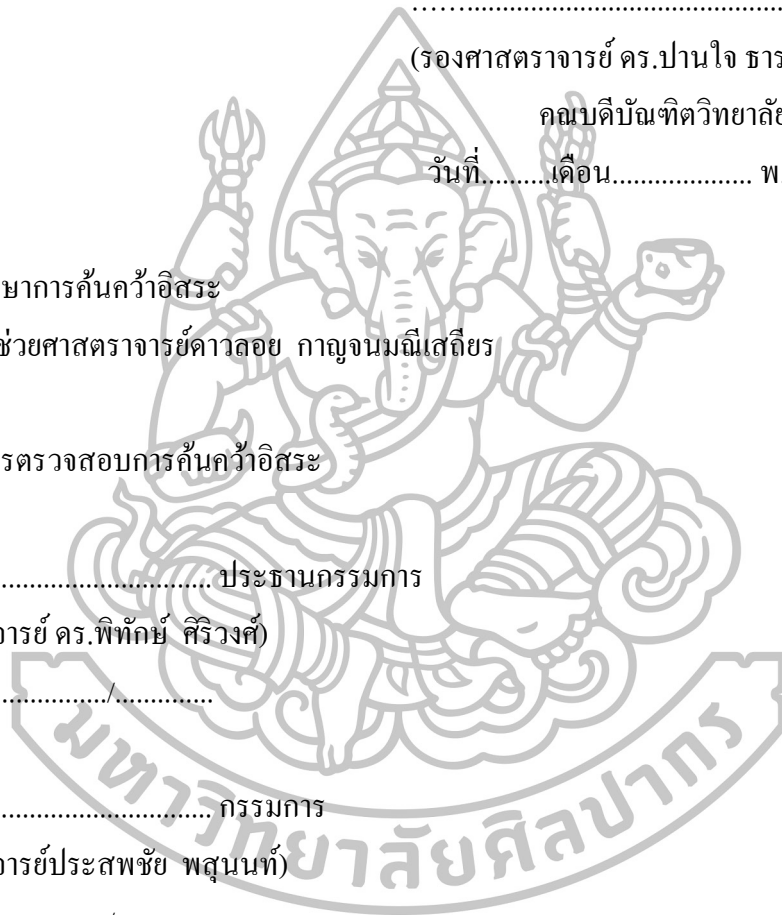 ……..............................................
(รองศาสตราจารย์ ดร.ปานใจ ธาร
คณบดีบัณฑิตวิทยาลัย
วันที่..........เดือน.................... พ.
ษาการค้นคว้าอิสระ
ช่วยศาสตราจารย์ดาวลอย กาญจนมณีเสถียร
รตรวจสอบการค้นคว้าอิสระ
............................... ประธานกรรมการ
ารย์ ดร.พิทักษ์ ศิริวงศ์)
................/..............
............................... กรรมการ
ารย์ประสพชัย พสุนนท์)
มหาวิทยาลัยศิลปากร